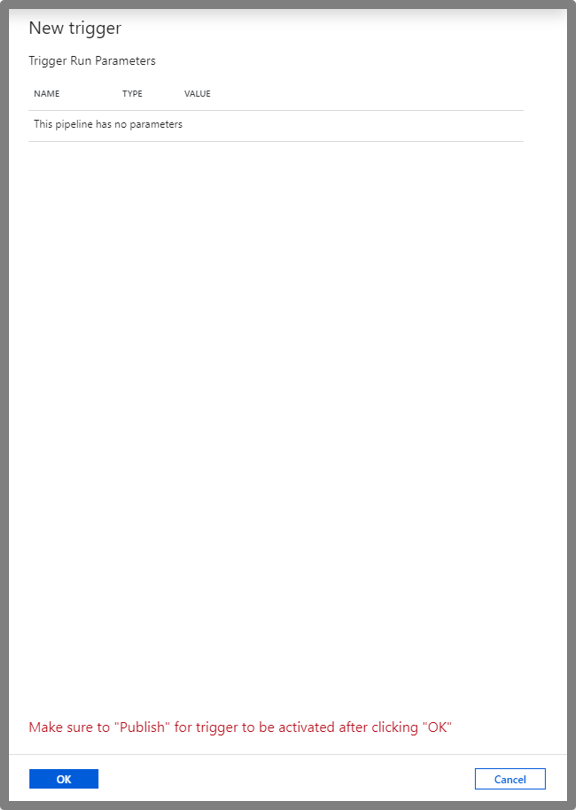 New trigger
Trigger Run Parameters
NAME TYPE VALUE
This pipeline has no parameters
Make sure to "Publish" for trigger to be activated after clicking "OK"
OK Cancel